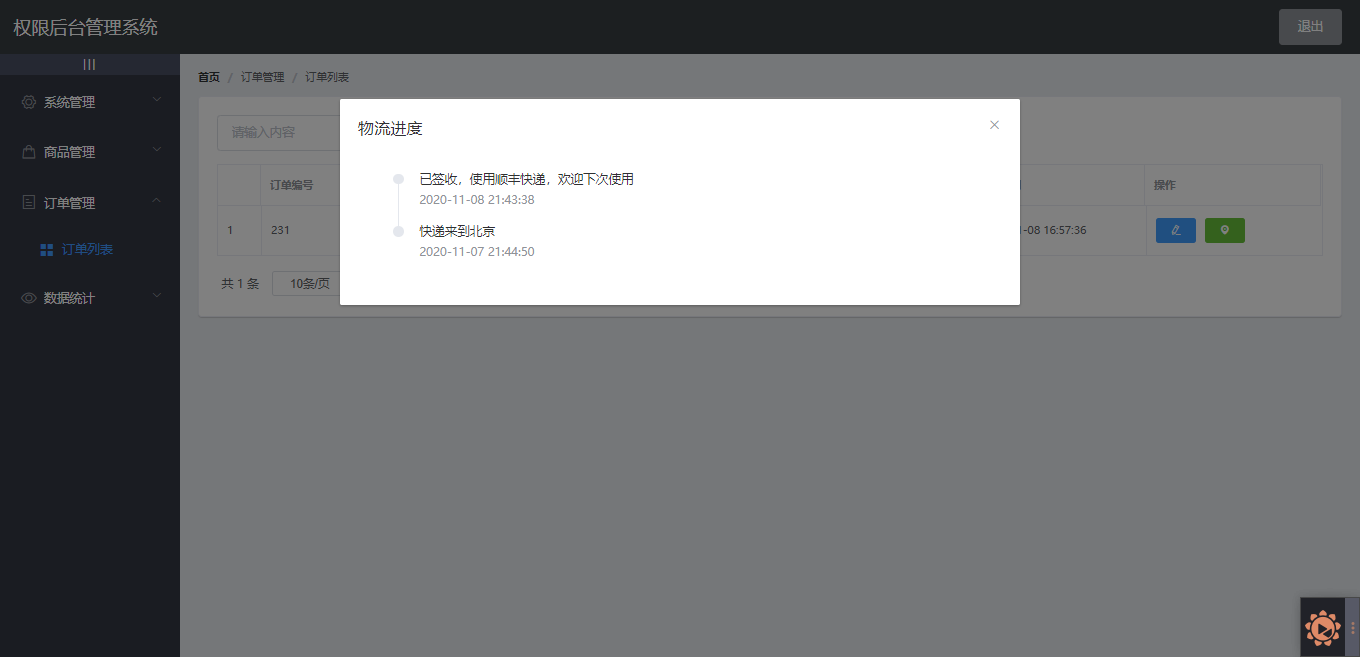 权限后台管理系统
退出
|||
首页 / 订单管理 / 订单列表
系统管理
商品管理
订单管理
订单列表
数据统计
请输入内容
物流进度
已签收，使用顺丰快递，欢迎下次使用
2020-11-08 21:43:38
快递来到北京
2020-11-07 21:44:50
订单编号
操作
1
231
-08 16:57:36
共 1 条
10条/页